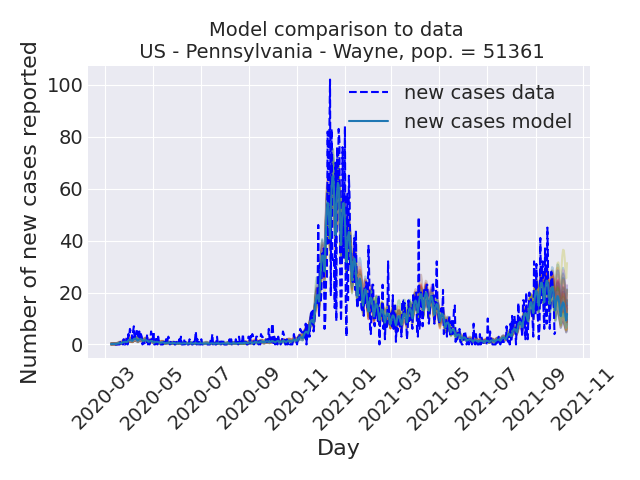 Model comparison to data
US - Pennsylvania - Wayne, pop. = 51361
Number of new cases reported
100
80
60
40
20
0
new cases data
new cases model
2020-03
2020-05
2020-07
2020-09
2020-11
2021-01
2021-03
2021-05
2021-07
2021-09
2021-11
Day